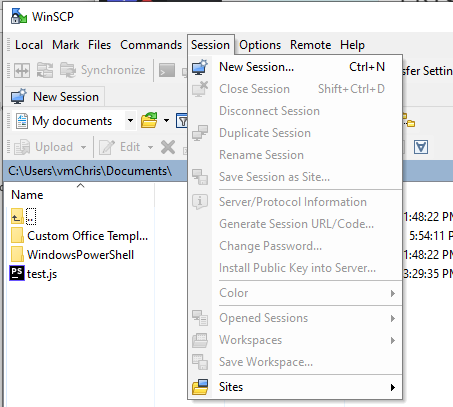 WinSCP
Local Mark Files Commands Session Options Remote Help
Synchronize
New Session
My documents
Upload Edit
C:\Users\vmChris\Documents\
Name
..
Custom Office Templ...
WindowsPowerShell
test.js
New Session... Ctrl+N
Close Session Shift+Ctrl+D
Disconnect Session
Duplicate Session
Rename Session
Save Session as Site...
Server/Protocol Information
Generate Session URL/Code...
Change Password...
Install Public Key into Server...
Color
Opened Sessions
Workspaces
Save Workspace...
Sites
1:48:22 PM
5:54:11 P
1:48:22 PM
3:29:35 PM